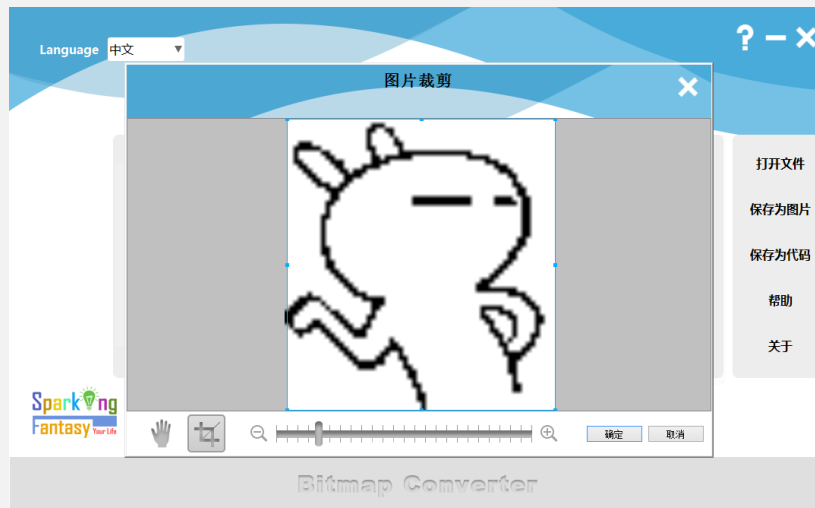 Language 中文
图片裁剪
打开文件
保存为图片
保存为代码
帮助
关于
Sparking
Fantasy Your Life
确定 取消
Bitmap Converter